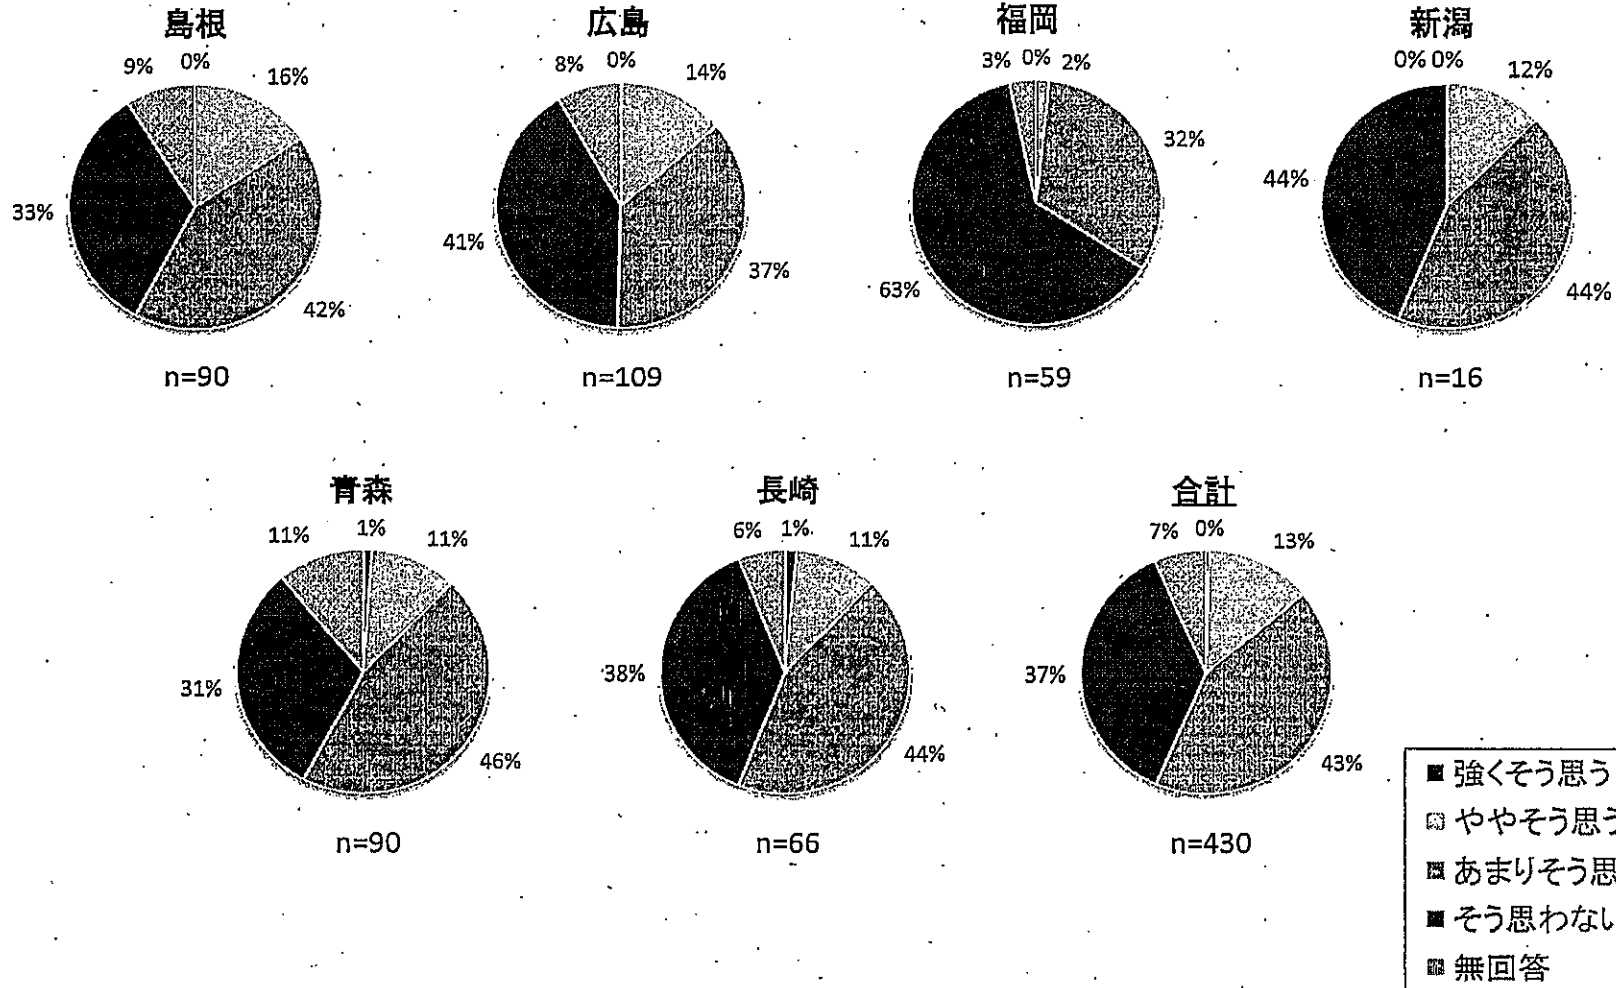 島根
9% 0% 16%
33%
42%
n=90
広島
8% 0% 14%
41%
37%
n=109
福岡
3% 0% 2%
32%
63%
n=59
新潟
0% 0% 12%
44%
44%
n=16
青森
11% 1% 11%
31%
46%
n=90
長崎
6% 1% 11%
38%
44%
n=66
合計
7% 0% 13%
37%
43%
n=430
強くそう思う
ややそう思う
あまりそう思
そう思わない
無回答